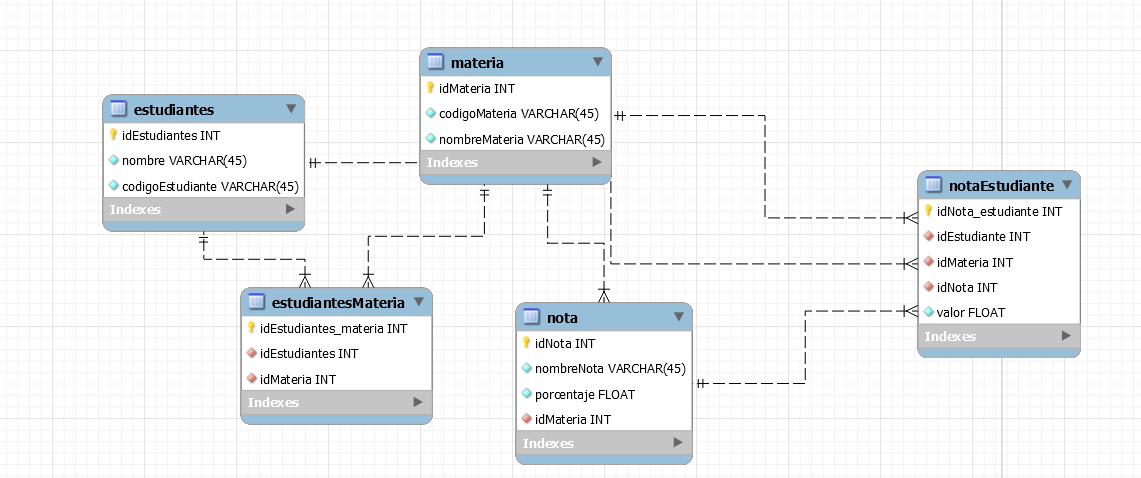 materia
idMateria INT
codigoMateria VARCHAR(45)
nombreMateria VARCHAR(45)
Indexes
estudiantes
idEstudiantes INT
nombre VARCHAR(45)
codigoEstudiante VARCHAR(45)
Indexes
notaEstudiante
idNota_estudiante INT
idEstudiante INT
idMateria INT
idNota INT
valor FLOAT
Indexes
estudiantesMateria
idEstudiantes_materia INT
idEstudiantes INT
idMateria INT
Indexes
nota
idNota INT
nombreNota VARCHAR(45)
porcentaje FLOAT
idMateria INT
Indexes